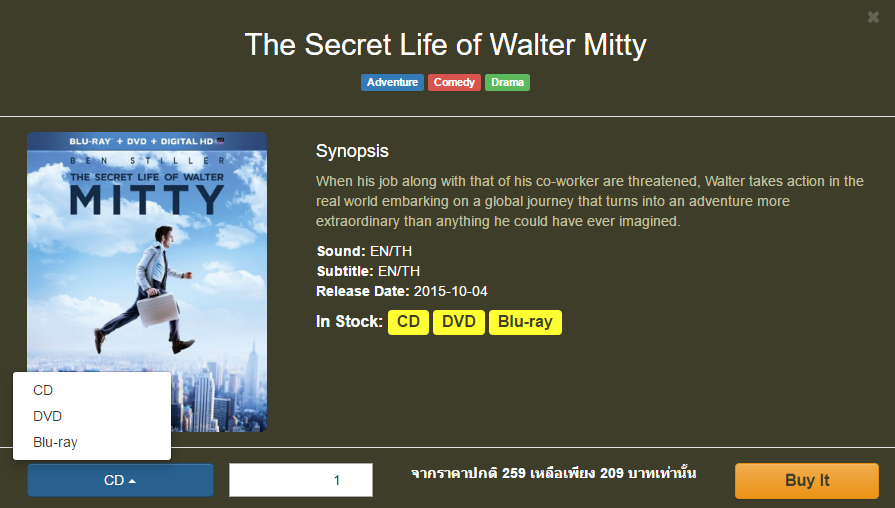 The Secret Life of Walter Mitty
Adventure Comedy Drama
BLU-RAY + DVD + DIGITAL HD
BEN STILLER
THE SECRET LIFE OF WALTER
MITTY
Synopsis
When his job along with that of his co-worker are threatened, Walter takes action in the
real world embarking on a global journey that turns into an adventure more
extraordinary than anything he could have ever imagined.
Sound: EN/TH
Subtitle: EN/TH
Release Date: 2015-10-04
In Stock: CD DVD Blu-ray
CD
DVD
Blu-ray
CD
1
จากราคาปกติ 259 เหลือเพียง 209 บาทเท่านั้น
Buy It